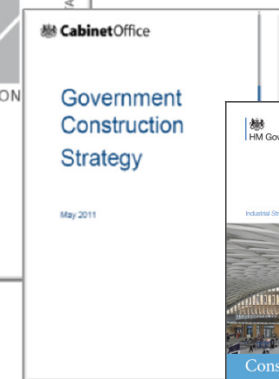 CabinetOffice
ON
Government
Construction
Strategy
May 2011
HM Gov
Industrial Str
Cons